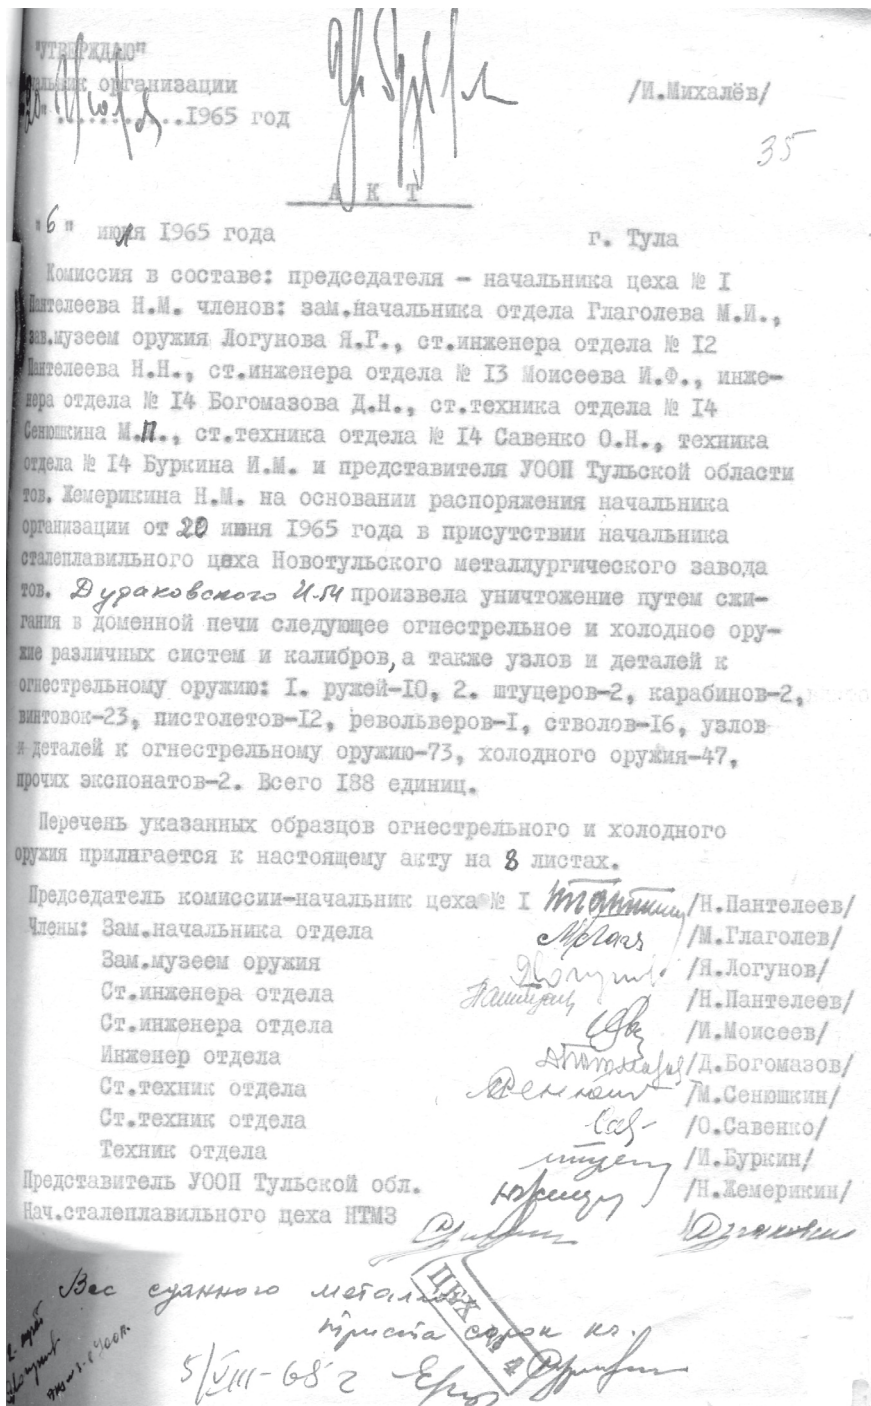 "УТВЕРЖДАЮ"
организации
/И.Михалёв/
"20"...........1965 год
35
А К Т
"6" июля 1965 года г. Тула
Комиссия в составе: председателя - начальника цеха № I
Пантелеева Н.М. членов: зам.начальника отдела Глаголева М.И.,
зав.музеем оружия Логунова Я.Г., ст.инженера отдела № I2
Пантелеева Н.Н., ст.инженера отдела № I3 Моисеева И.Ф., инже-
нера отдела № I4 Богомазова Д.Н., ст.техника отдела № I4
Сенюшкина М.П., ст.техника отдела № I4 Савенко О.Н., техника
отдела № I4 Буркина И.М. и представителя УООП Тульской области
тов. Жемерикина Н.М. на основании распоряжения начальника
организации от 20 июня 1965 года в присутствии начальника
сталеплавильного цеха Новотульского металлургического завода
тов. Дудаковского И.М произвела уничтожение путем сжи-
гания в доменной печи следующее огнестрельное и холодное ору-
жие различных систем и калибров, а также узлов и деталей к
огнестрельному оружию: I. ружей-I0, 2. штуцеров-2, карабинов-2,
винтовок-23, пистолетов-I2, револьверов-I, стволов-I6, узлов
и деталей к огнестрельному оружию-73, холодного оружия-47,
прочих экспонатов-2. Всего I88 единиц.
Перечень указанных образцов огнестрельного и холодного
оружия прилагается к настоящему акту на 8 листах.
Председатель комиссии-начальник цеха № I /Н.Пантелеев/
Члены: Зам.начальника отдела /М.Глаголев/
Зам.музеем оружия /Я.Логунов/
Ст.инженера отдела /Н.Пантелеев/
Ст.инженера отдела /И.Моисеев/
Инженер отдела /Д.Богомазов/
Ст.техник отдела /М.Сенюшкин/
Ст.техник отдела /О.Савенко/
Техник отдела /И.Буркин/
Представитель УООП Тульской обл. /Н.Жемерикин/
Нач.сталеплавильного цеха НТМЗ
Вес сданного металла
триста сорок кг.
ЦЕХ №
5/VIII-65 г